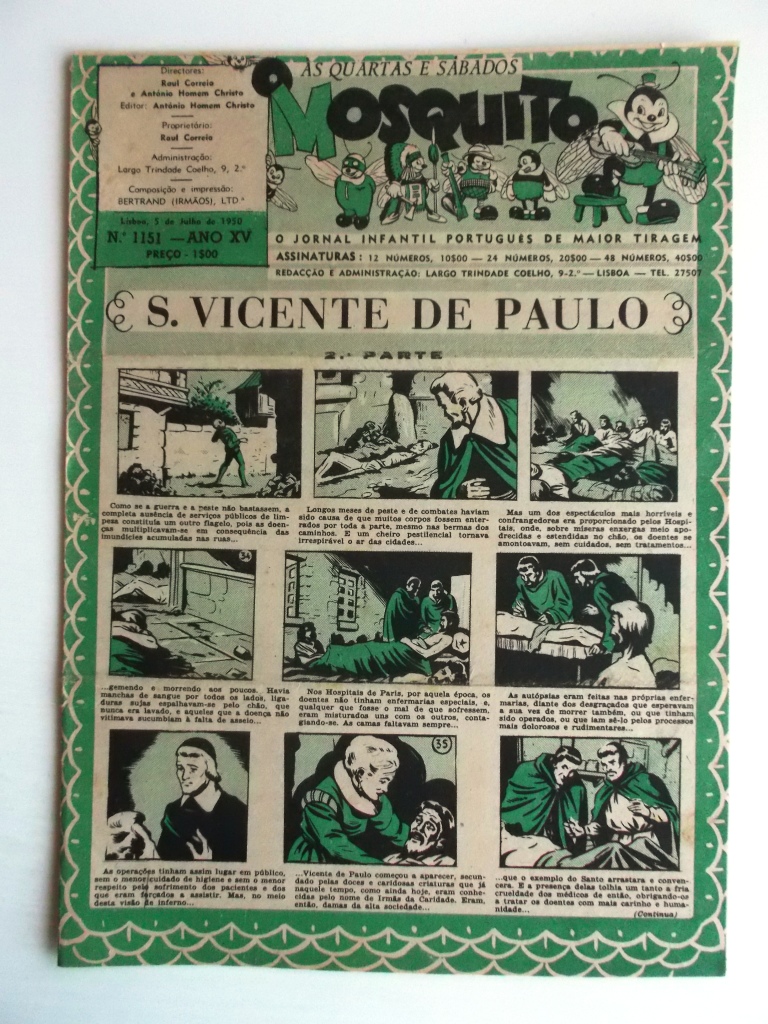 Directores:
Raul Correia
e António Homem Christo
Editor: António Homem Christo
Proprietário:
Raul Correia
Administração:
Largo Trindade Coelho, 9, 2.º
Composição e impressão:
BERTRAND (IRMÃOS), LTD.ª
Lisboa, 5 de Julho de 1950
N.º 1151 — ANO XV
PREÇO - 1$00
ÀS QUARTAS E SÁBADOS
O MOSQUITO
O JORNAL INFANTIL PORTUGUÊS DE MAIOR TIRAGEM
ASSINATURAS: 12 NÚMEROS, 10$00 — 24 NÚMEROS, 20$00 — 48 NÚMEROS, 40$00
REDACÇÃO E ADMINISTRAÇÃO: LARGO TRINDADE COELHO, 9-2.º — LISBOA — TEL. 27507
S. VICENTE DE PAULO
2.ª PARTE
Como se a guerra e a peste não bastassem, a
completa ausência de serviços públicos de lim-
peza constituía um outro flagelo, pois as doen-
ças multiplicavam-se em consequência das
imundícies acumuladas nas ruas...
Longos meses de peste e de combates haviam
sido causa de que muitos corpos fossem enter-
rados por toda a parte, mesmo nas bermas dos
caminhos. E um cheiro pestilencial tornava
irrespirável o ar das cidades...
Mas um dos espectáculos mais horríveis e
confrangedores era proporcionado pelos Hospi-
tais, onde, sobre míseras enxergas meio apo-
drecidas e estendidas no chão, os doentes se
amontoavam, sem cuidados, sem tratamentos...
34
...gemendo e morrendo aos poucos. Havia
manchas de sangue por todos os lados, liga-
duras sujas espalhavam-se pelo chão, que
nunca era lavado, e aqueles que a doença não
vitimava sucumbiam à falta de asseio...
Nos Hospitais de Paris, por aquela época, os
doentes não tinham enfermarias especiais, e,
qualquer que fosse o mal de que sofressem,
eram misturados uns com os outros, conta-
giando-se. As camas faltavam sempre...
As autópsias eram feitas nas próprias enfer-
marias, diante dos desgraçados que esperavam
a sua vez de morrer também, ou que tinham
sido operados, ou que iam sê-lo pelos processos
mais dolorosos e rudimentares...
35
As operações tinham assim lugar em público,
sem o menor cuidado de higiene e sem o menor
respeito pelo sofrimento dos pacientes e dos
que eram forçados a assistir. Mas, no meio
desta visão de inferno...
...Vicente de Paulo começou a aparecer, secun-
dado pelas doces e caridosas criaturas que já
naquele tempo, como ainda hoje, eram conhe-
cidas pelo nome de Irmãs da Caridade. Eram,
então, damas da alta sociedade...
...que o exemplo do Santo arrastara e conven-
cera. E a presença delas tolhia um tanto a fria
crueldade dos médicos de então, obrigando-os
a tratar os doentes com mais carinho e huma-
nidade...
(Continua)